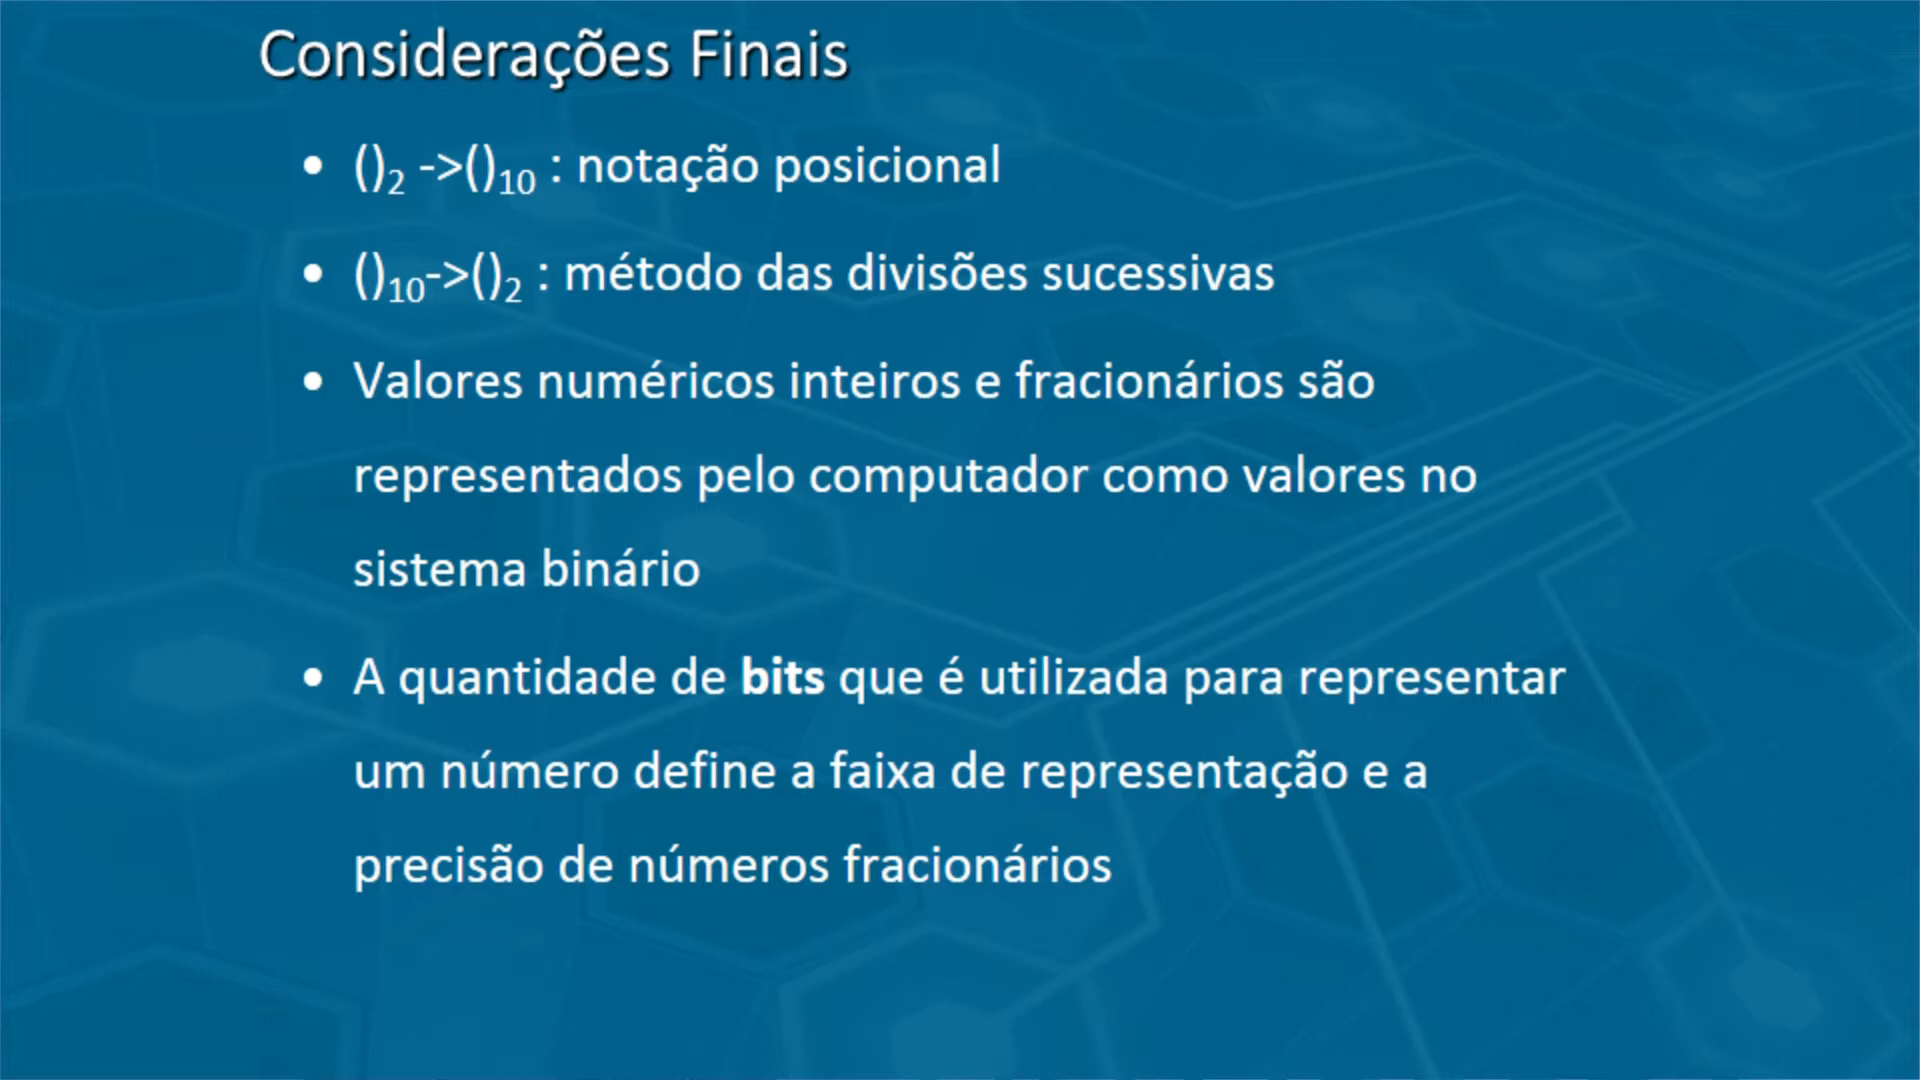 Considerações Finais
• ()₂ ->()₁₀ : notação posicional
• ()₁₀->()₂ : método das divisões sucessivas
• Valores numéricos inteiros e fracionários são
representados pelo computador como valores no
sistema binário
• A quantidade de bits que é utilizada para representar
um número define a faixa de representação e a
precisão de números fracionários